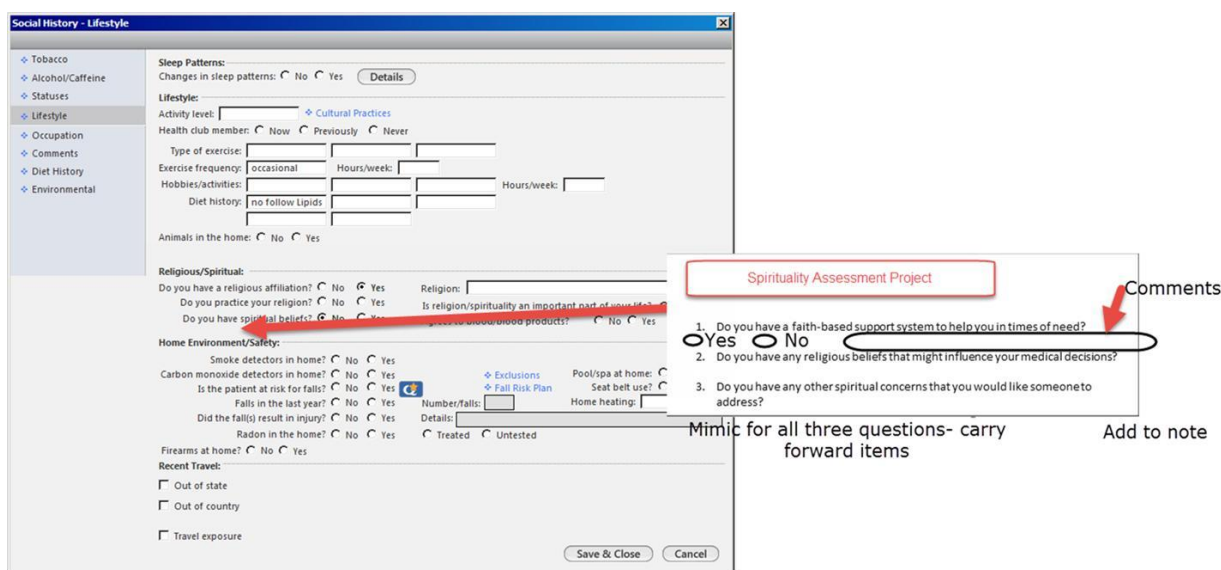 Social History - Lifestyle
Tobacco
Alcohol/Caffeine
Statuses
Lifestyle
Occupation
Comments
Diet History
Environmental
Sleep Patterns:
Changes in sleep patterns: No Yes Details
Lifestyle:
Activity level: Cultural Practices
Health club member: Now Previously Never
Type of exercise:
Exercise frequency: occasional Hours/week:
Hobbies/activities: Hours/week:
Diet history: no follow Lipids
Animals in the home: No Yes
Religious/Spiritual:
Do you have a religious affiliation? No Yes Religion:
Do you practice your religion? No Yes Is religion/spirituality an important part of your life?
Do you have spiritual beliefs? No Yes to blood/blood products? No Yes
Home Environment/Safety:
Smoke detectors in home? No Yes
Carbon monoxide detectors in home? No Yes Exclusions Pool/spa at home:
Is the patient at risk for falls? No Yes Fall Risk Plan Seat belt use?
Falls in the last year? No Yes Number/falls: Home heating:
Did the fall(s) result in injury? No Yes Details:
Radon in the home? No Yes Treated Untested
Firearms at home? No Yes
Recent Travel:
Out of state
Out of country
Travel exposure
Save & Close Cancel
Spirituality Assessment Project
Comments
1. Do you have a faith-based support system to help you in times of need?
Yes No
2. Do you have any religious beliefs that might influence your medical decisions?
3. Do you have any other spiritual concerns that you would like someone to
address?
Mimic for all three questions- carry
forward items
Add to note